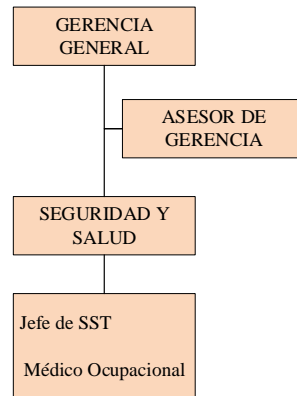 GERENCIA
GENERAL
ASESOR DE
GERENCIA
SEGURIDAD Y
SALUD
Jefe de SST
Médico Ocupacional